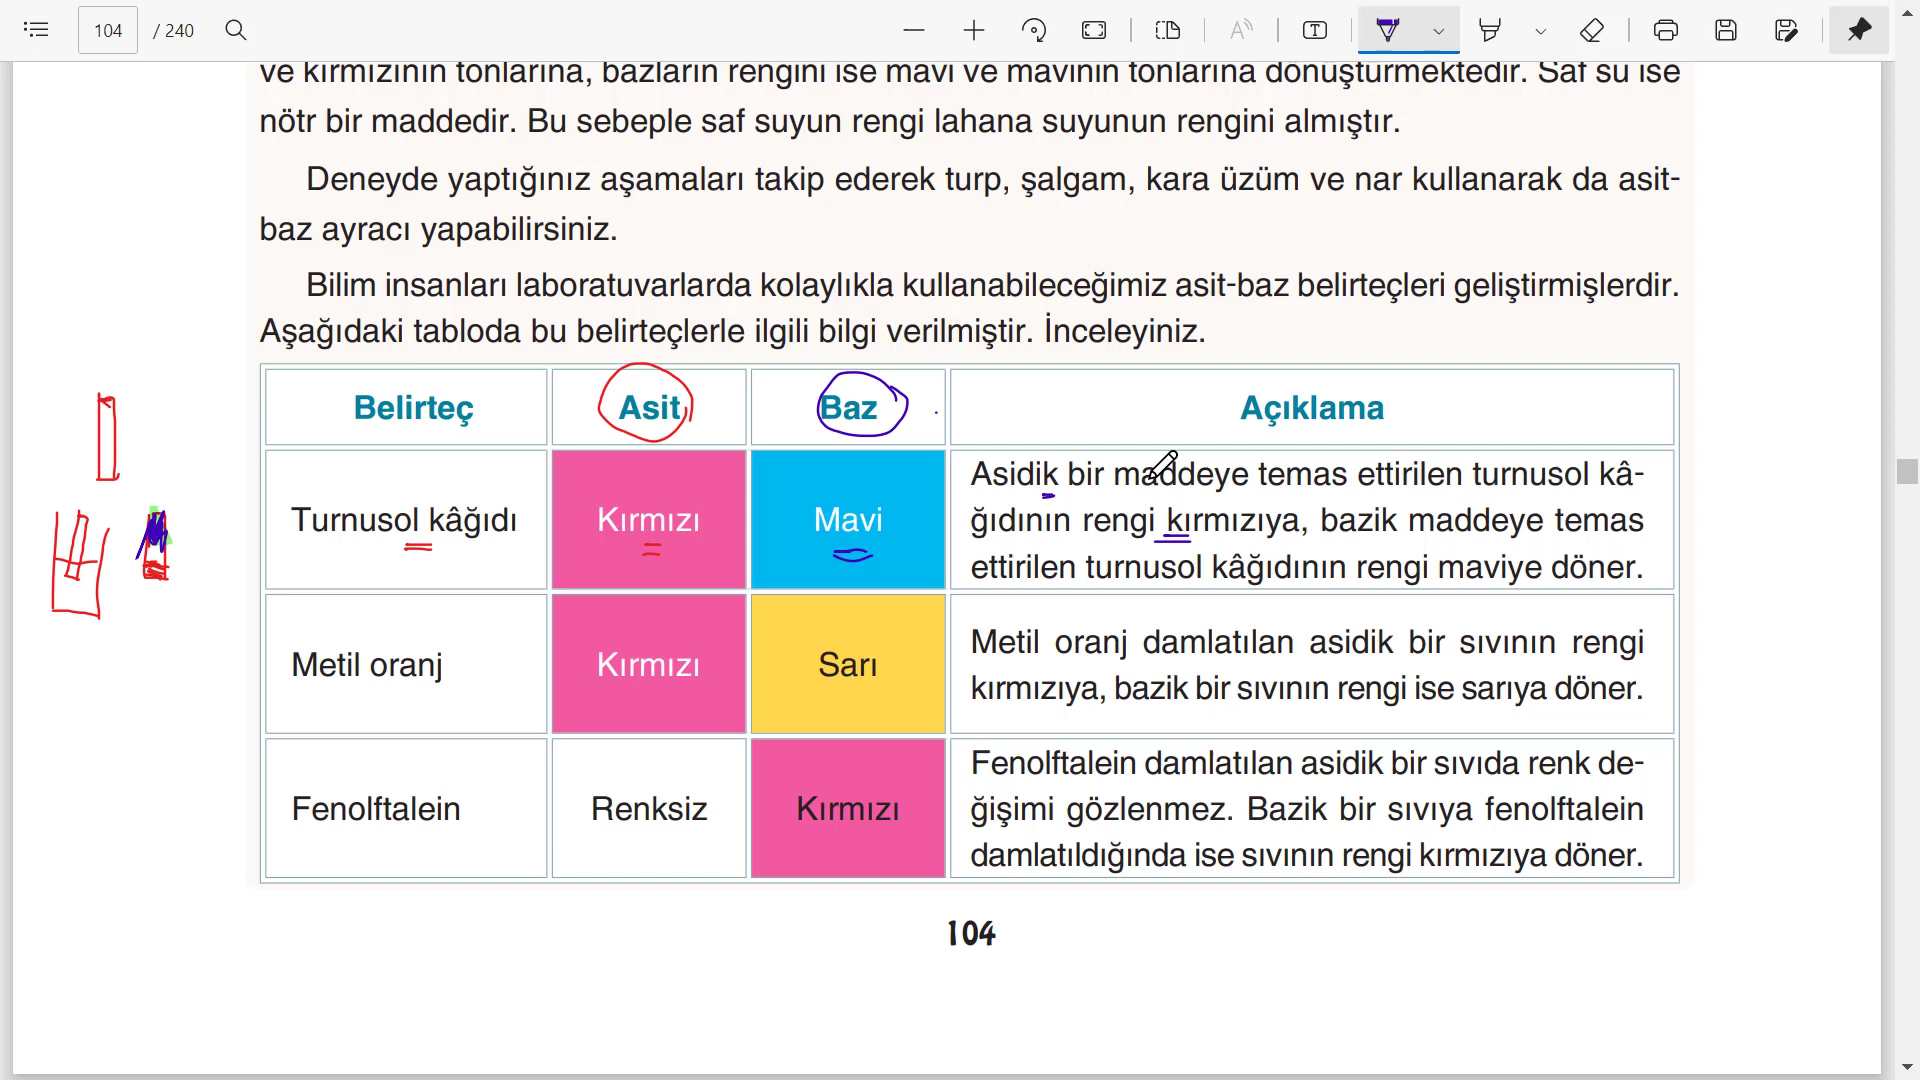 104 / 240
ve kırmızının tonlarına, bazların rengini ise mavi ve mavinin tonlarına dönüştürmektedir. Saf su ise
nötr bir maddedir. Bu sebeple saf suyun rengi lahana suyunun rengini almıştır.
Deneyde yaptığınız aşamaları takip ederek turp, şalgam, kara üzüm ve nar kullanarak da asit-
baz ayracı yapabilirsiniz.
Bilim insanları laboratuvarlarda kolaylıkla kullanabileceğimiz asit-baz belirteçleri geliştirmişlerdir.
Aşağıdaki tabloda bu belirteçlerle ilgili bilgi verilmiştir. İnceleyiniz.
Belirteç Asit Baz Açıklama
Turnusol kâğıdı Kırmızı Mavi
Asidik bir maddeye temas ettirilen turnusol kâ-
ğıdının rengi kırmızıya, bazik maddeye temas
ettirilen turnusol kâğıdının rengi maviye döner.
Metil oranj Kırmızı Sarı
Metil oranj damlatılan asidik bir sıvının rengi
kırmızıya, bazik bir sıvının rengi ise sarıya döner.
Fenolftalein Renksiz Kırmızı
Fenolftalein damlatılan asidik bir sıvıda renk de-
ğişimi gözlenmez. Bazik bir sıvıya fenolftalein
damlatıldığında ise sıvının rengi kırmızıya döner.
104